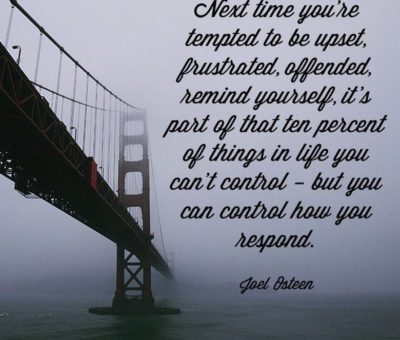 Next time you're
tempted to be upset,
frustrated, offended,
remind yourself, it's
part of that ten percent
of things in life you
can't control – but you
can control how you
respond.
Joel Osteen